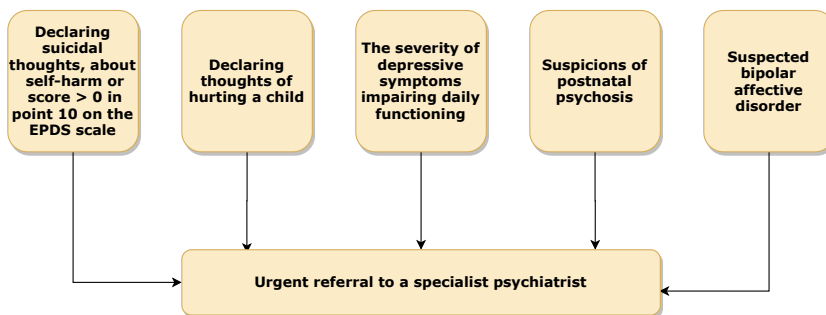 Declaring
suicidal
thoughts, about
self-harm or
score > 0 in
point 10 on the
EPDS scale
Declaring
thoughts of
hurting a child
The severity of
depressive
symptoms
impairing daily
functioning
Suspicions of
postnatal
psychosis
Suspected
bipolar
affective
disorder
Urgent referral to a specialist psychiatrist